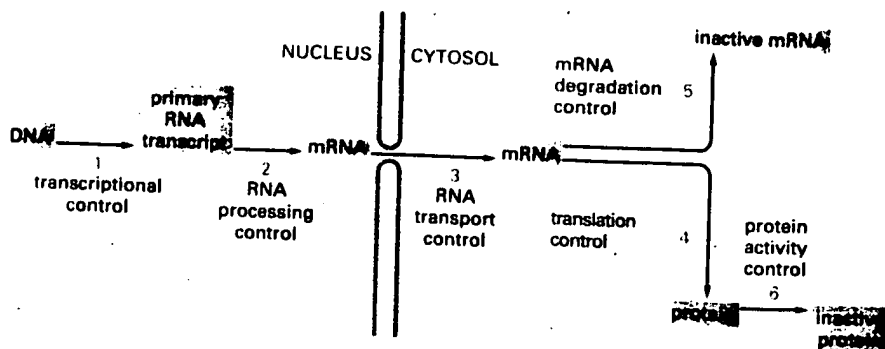 NUCLEUS
CYTOSOL
DNA
1
transcriptional
control
primary
RNA
transcript
2
RNA
processing
control
mRNA
3
RNA
transport
control
mRNA
mRNA
degradation
control
5
inactive mRNA
translation
control
4
protein
protein
activity
control
6
inactive
protein